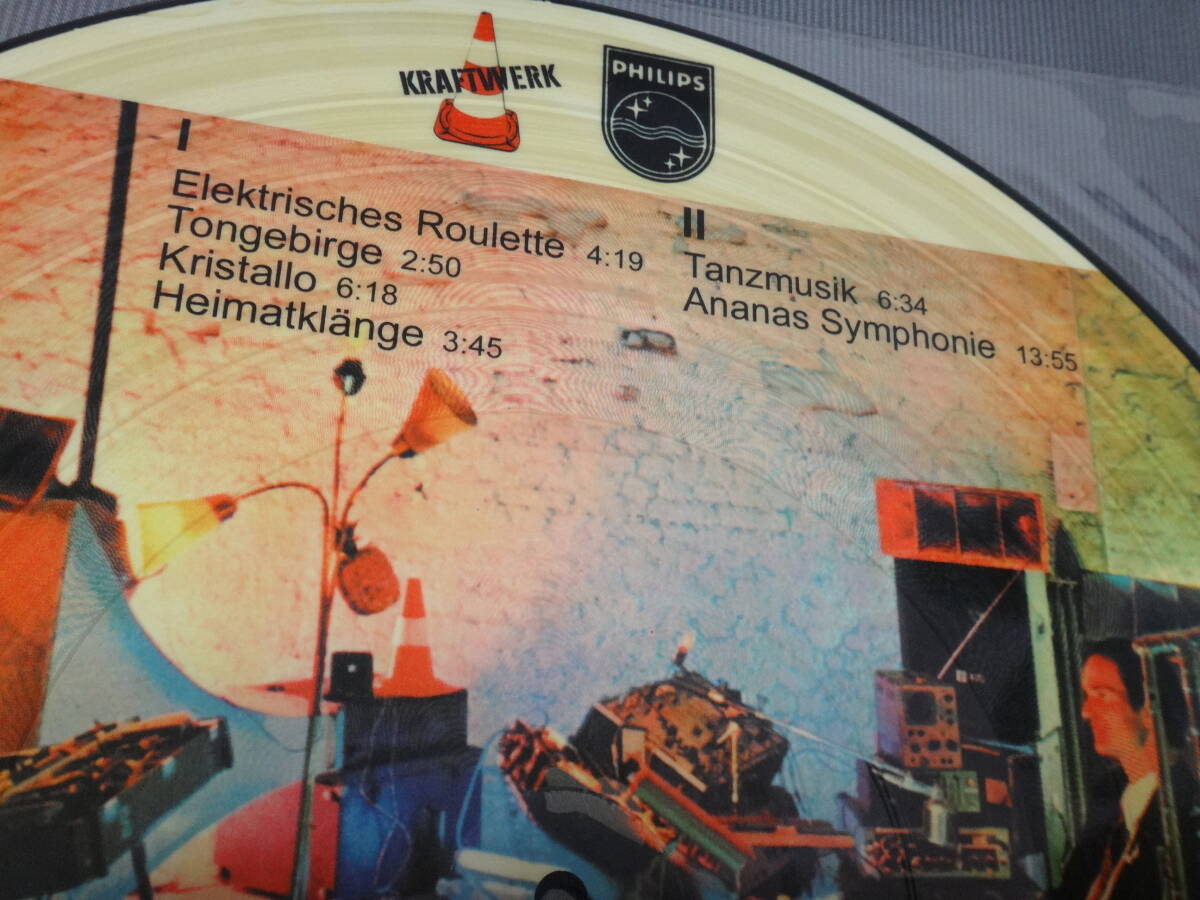 KRAFTWERK
PHILIPS
I
Elektrisches Roulette 4:19
Tongebirge 2:50
Kristallo 6:18
Heimatklänge 3:45
II
Tanzmusik 6:34
Ananas Symphonie 13:55